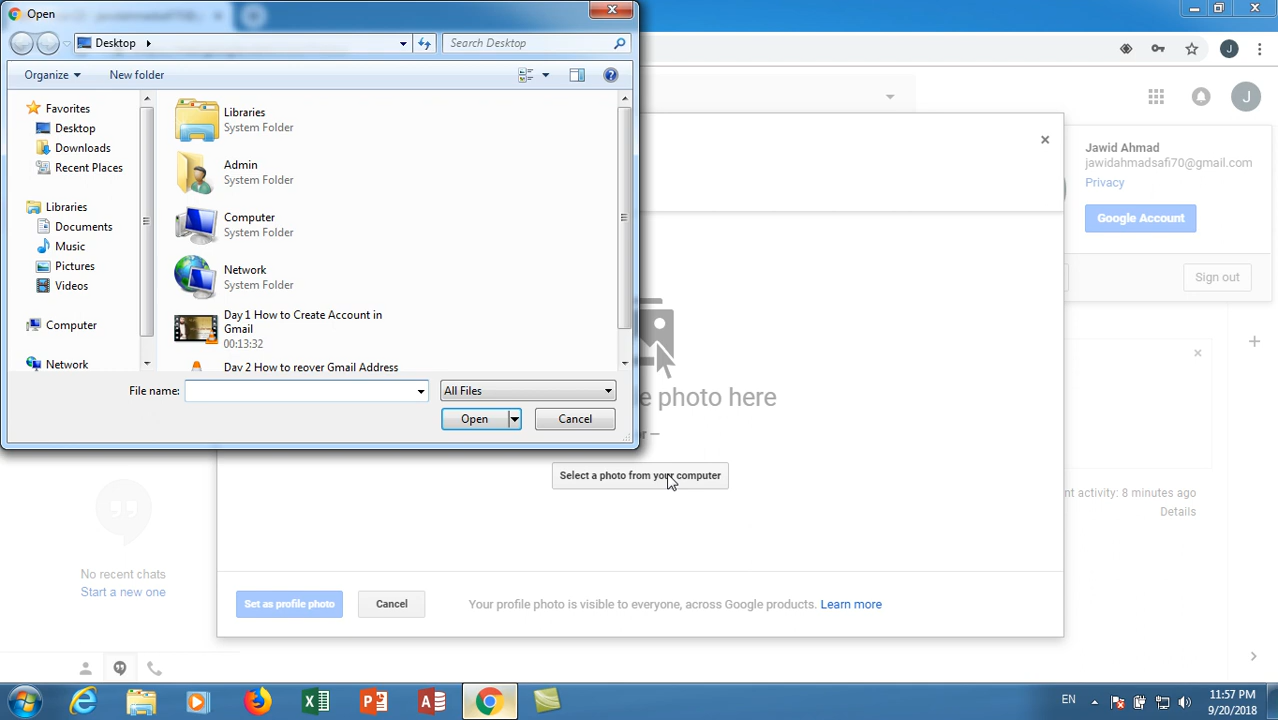 Open
Desktop
Search Desktop
Organize
New folder
Favorites
Desktop
Downloads
Recent Places
Libraries
Documents
Music
Pictures
Videos
Computer
Network
Libraries
System Folder
Admin
System Folder
Computer
System Folder
Network
System Folder
Day 1 How to Create Account in
Gmail
00:13:32
Day 2 How to reover Gmail Address
File name:
All Files
Open
Cancel
J
J
Jawid Ahmad
jawidahmadsafi70@gmail.com
Privacy
Google Account
Sign out
photo here
Select a photo from your computer
Set as profile photo
Cancel
Your profile photo is visible to everyone, across Google products. Learn more
activity: 8 minutes ago
Details
No recent chats
Start a new one
EN
11:57 PM
9/20/2018